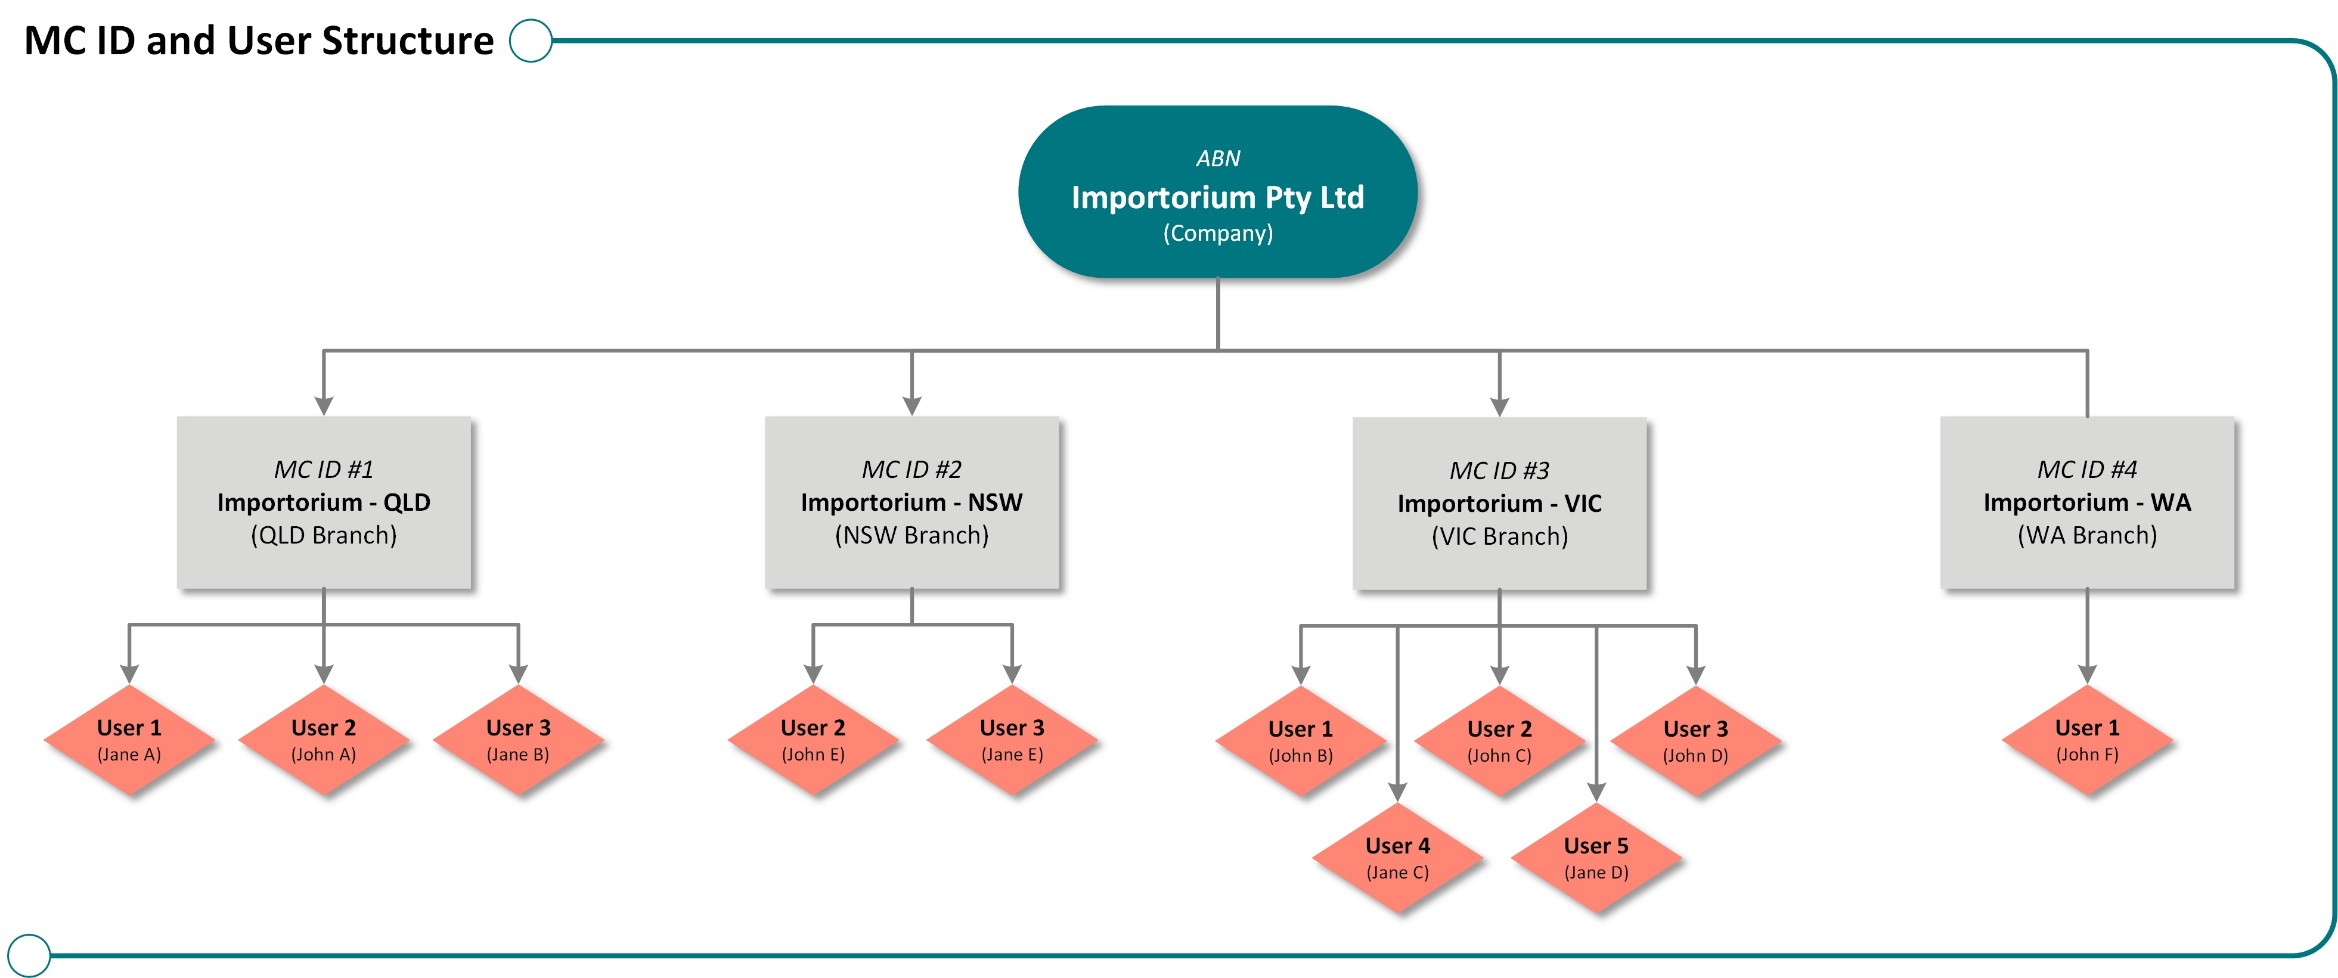 MC ID and User Structure
ABN
Importorium Pty Ltd
(Company)
MC ID #1
Importorium - QLD
(QLD Branch)
MC ID #2
Importorium - NSW
(NSW Branch)
MC ID #3
Importorium - VIC
(VIC Branch)
MC ID #4
Importorium - WA
(WA Branch)
User 1
(Jane A)
User 2
(John A)
User 3
(Jane B)
User 2
(John E)
User 3
(Jane E)
User 1
(John B)
User 2
(John C)
User 3
(John D)
User 4
(Jane C)
User 5
(Jane D)
User 1
(John F)